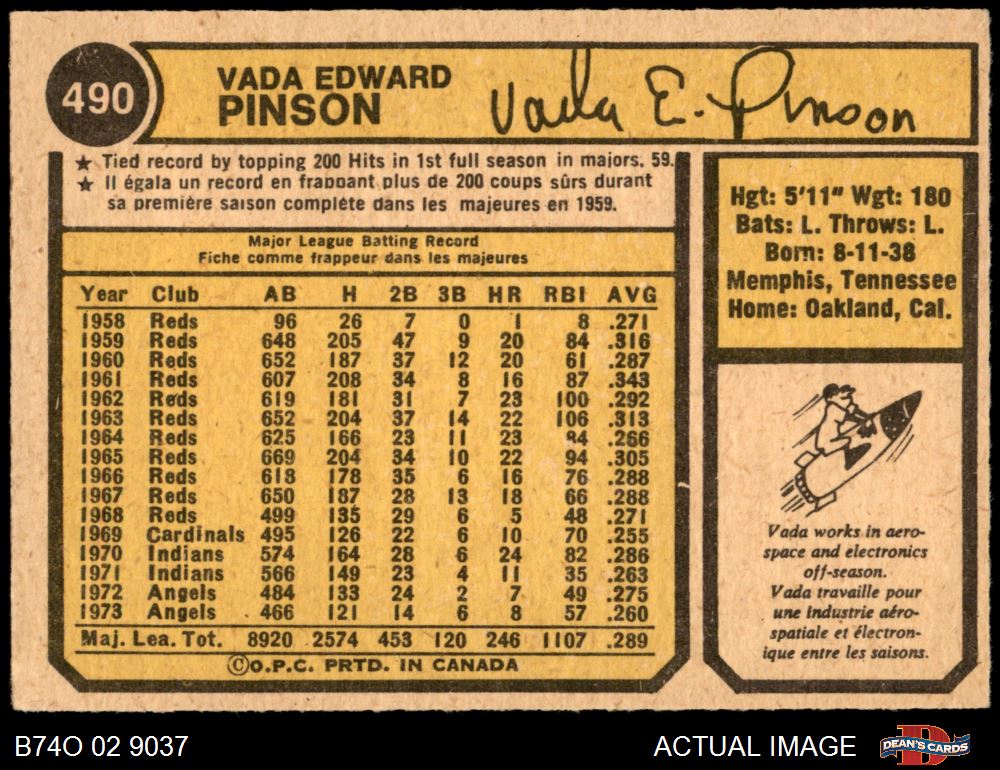 490
VADA EDWARD
PINSON
Vada E. Pinson
★ Tied record by topping 200 Hits in 1st full season in majors, 59.
★ Il égala un record en frappant plus de 200 coups sûrs durant
sa première saison complète dans les majeures en 1959.
Major League Batting Record
Fiche comme frappeur dans les majeures
Year Club AB H 2B 3B HR RBI AVG
1958 Reds 96 26 7 0 1 8 .271
1959 Reds 648 205 47 9 20 84 .316
1960 Reds 652 187 37 12 20 61 .287
1961 Reds 607 208 34 8 16 87 .343
1962 Reds 619 181 31 7 23 100 .292
1963 Reds 652 204 37 14 22 106 .313
1964 Reds 625 166 23 11 23 84 .266
1965 Reds 669 204 34 10 22 94 .305
1966 Reds 618 178 35 6 16 76 .288
1967 Reds 650 187 28 13 18 66 .288
1968 Reds 499 135 29 6 5 48 .271
1969 Cardinals 495 126 22 6 10 70 .255
1970 Indians 574 164 28 6 24 82 .286
1971 Indians 566 149 23 4 11 35 .263
1972 Angels 484 133 24 2 7 49 .275
1973 Angels 466 121 14 6 8 57 .260
Maj. Lea. Tot. 8920 2574 453 120 246 1107 .289
©O.P.C. PRTD. IN CANADA
Hgt: 5'11" Wgt: 180
Bats: L. Throws: L.
Born: 8-11-38
Memphis, Tennessee
Home: Oakland, Cal.
Vada works in aero-
space and electronics
off-season.
Vada travaille pour
une industrie aéro-
spatiale et électron-
ique entre les saisons.
B74O 02 9037
ACTUAL IMAGE
DEAN'S CARDS